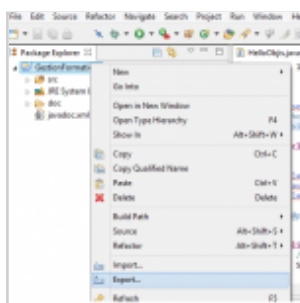 File Edit Source Refactor Navigate Search Project Run Window He
Package Explorer
HelloObjs.java
GestionFormati
src
JRE System l
doc
javadoc.xml
New
Go Into
Open in New Window
Open Type Hierarchy F4
Show In Alt+Shift+W
Copy Ctrl+C
Copy Qualified Name
Paste Ctrl+V
Delete Delete
Build Path
Source Alt+Shift+S
Refactor Alt+Shift+T
Import...
Export...
Refresh F5